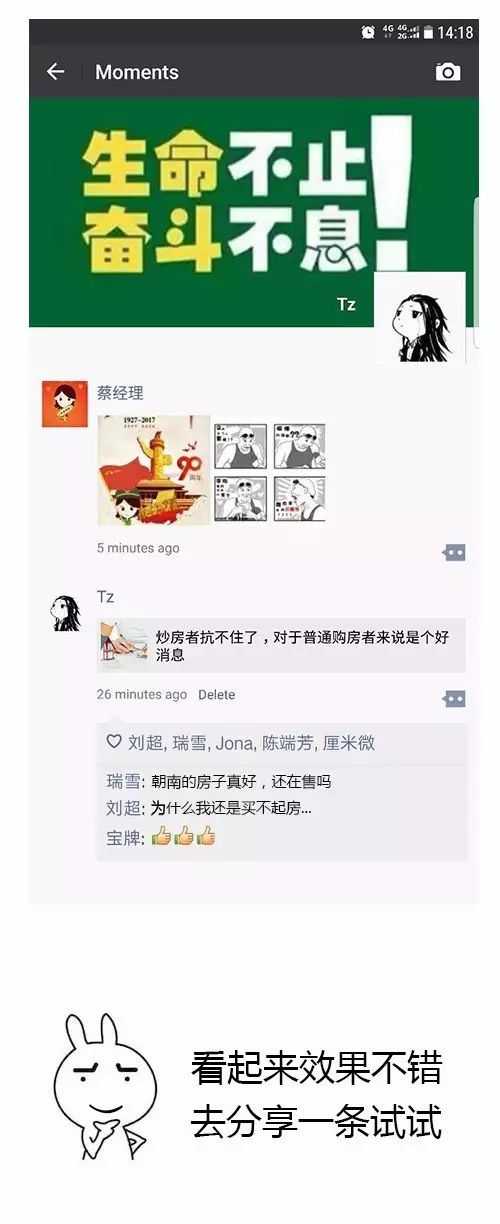 4G 4G 2G 14:18
Moments
生命不止
奋斗不息!
Tz
蔡经理
1927-2017
90
周年
5 minutes ago
Tz
炒房者抗不住了，对于普通购房者来说是个好
消息
26 minutes ago Delete
刘超, 瑞雪, Jona, 陈端芳, 厘米微
瑞雪: 朝南的房子真好，还在售吗
刘超: 为什么我还是买不起房...
宝牌: 👍👍👍
看起来效果不错
去分享一条试试